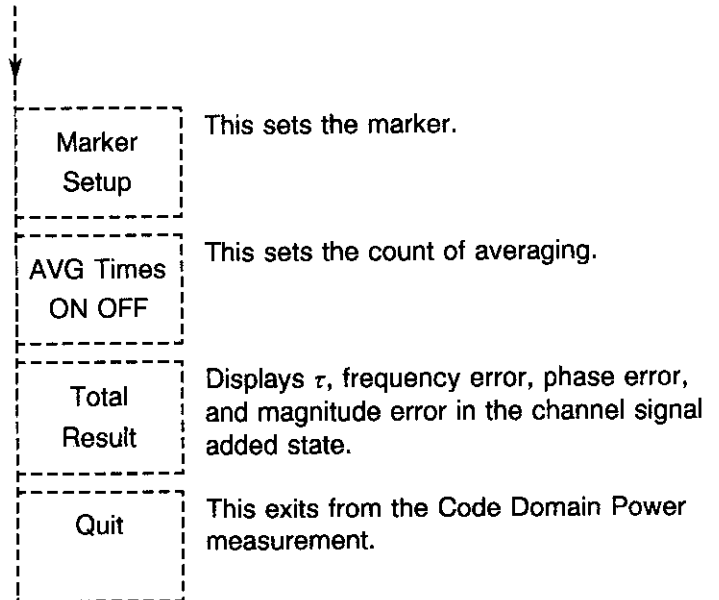 Marker
Setup
This sets the marker.
AVG Times
ON OFF
This sets the count of averaging.
Total
Result
Displays τ, frequency error, phase error,
and magnitude error in the channel signal
added state.
Quit
This exits from the Code Domain Power
measurement.